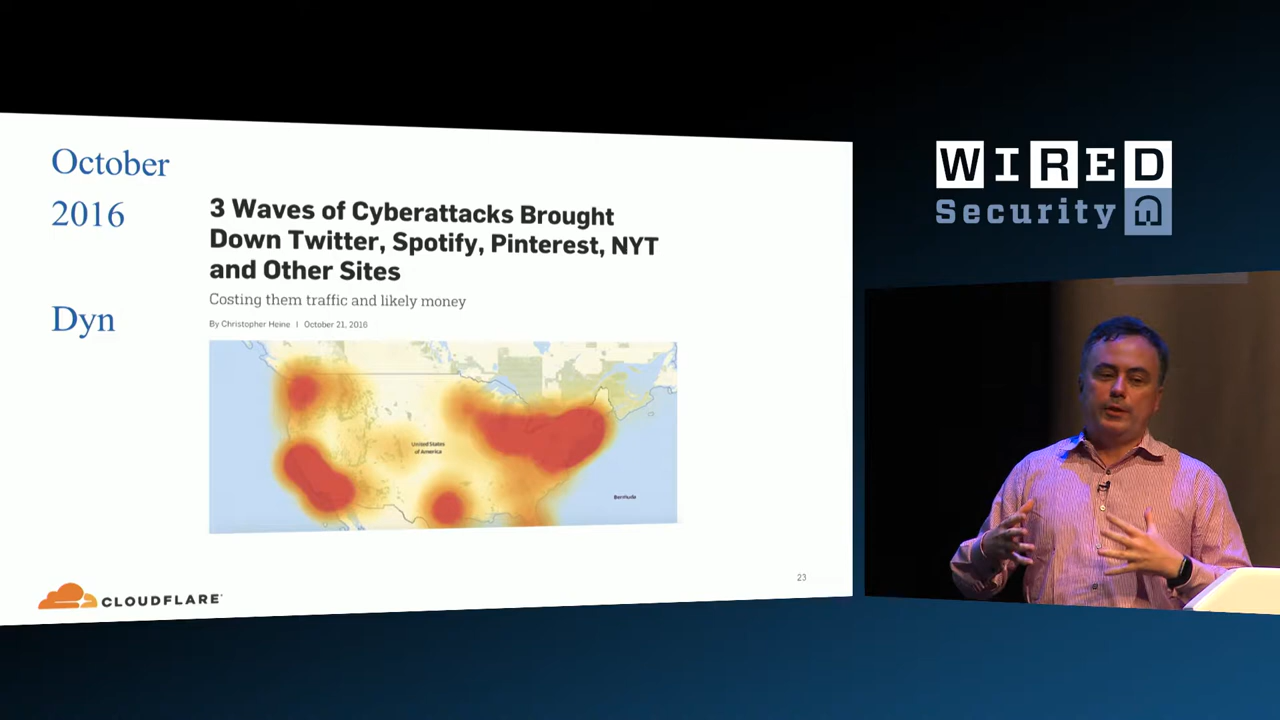 October
2016
Dyn
3 Waves of Cyberattacks Brought
Down Twitter, Spotify, Pinterest, NYT
and Other Sites
Costing them traffic and likely money
By Christopher Heine | October 21, 2016
United States
of America
Bermuda
23
CLOUDFLARE
WIRED
Security